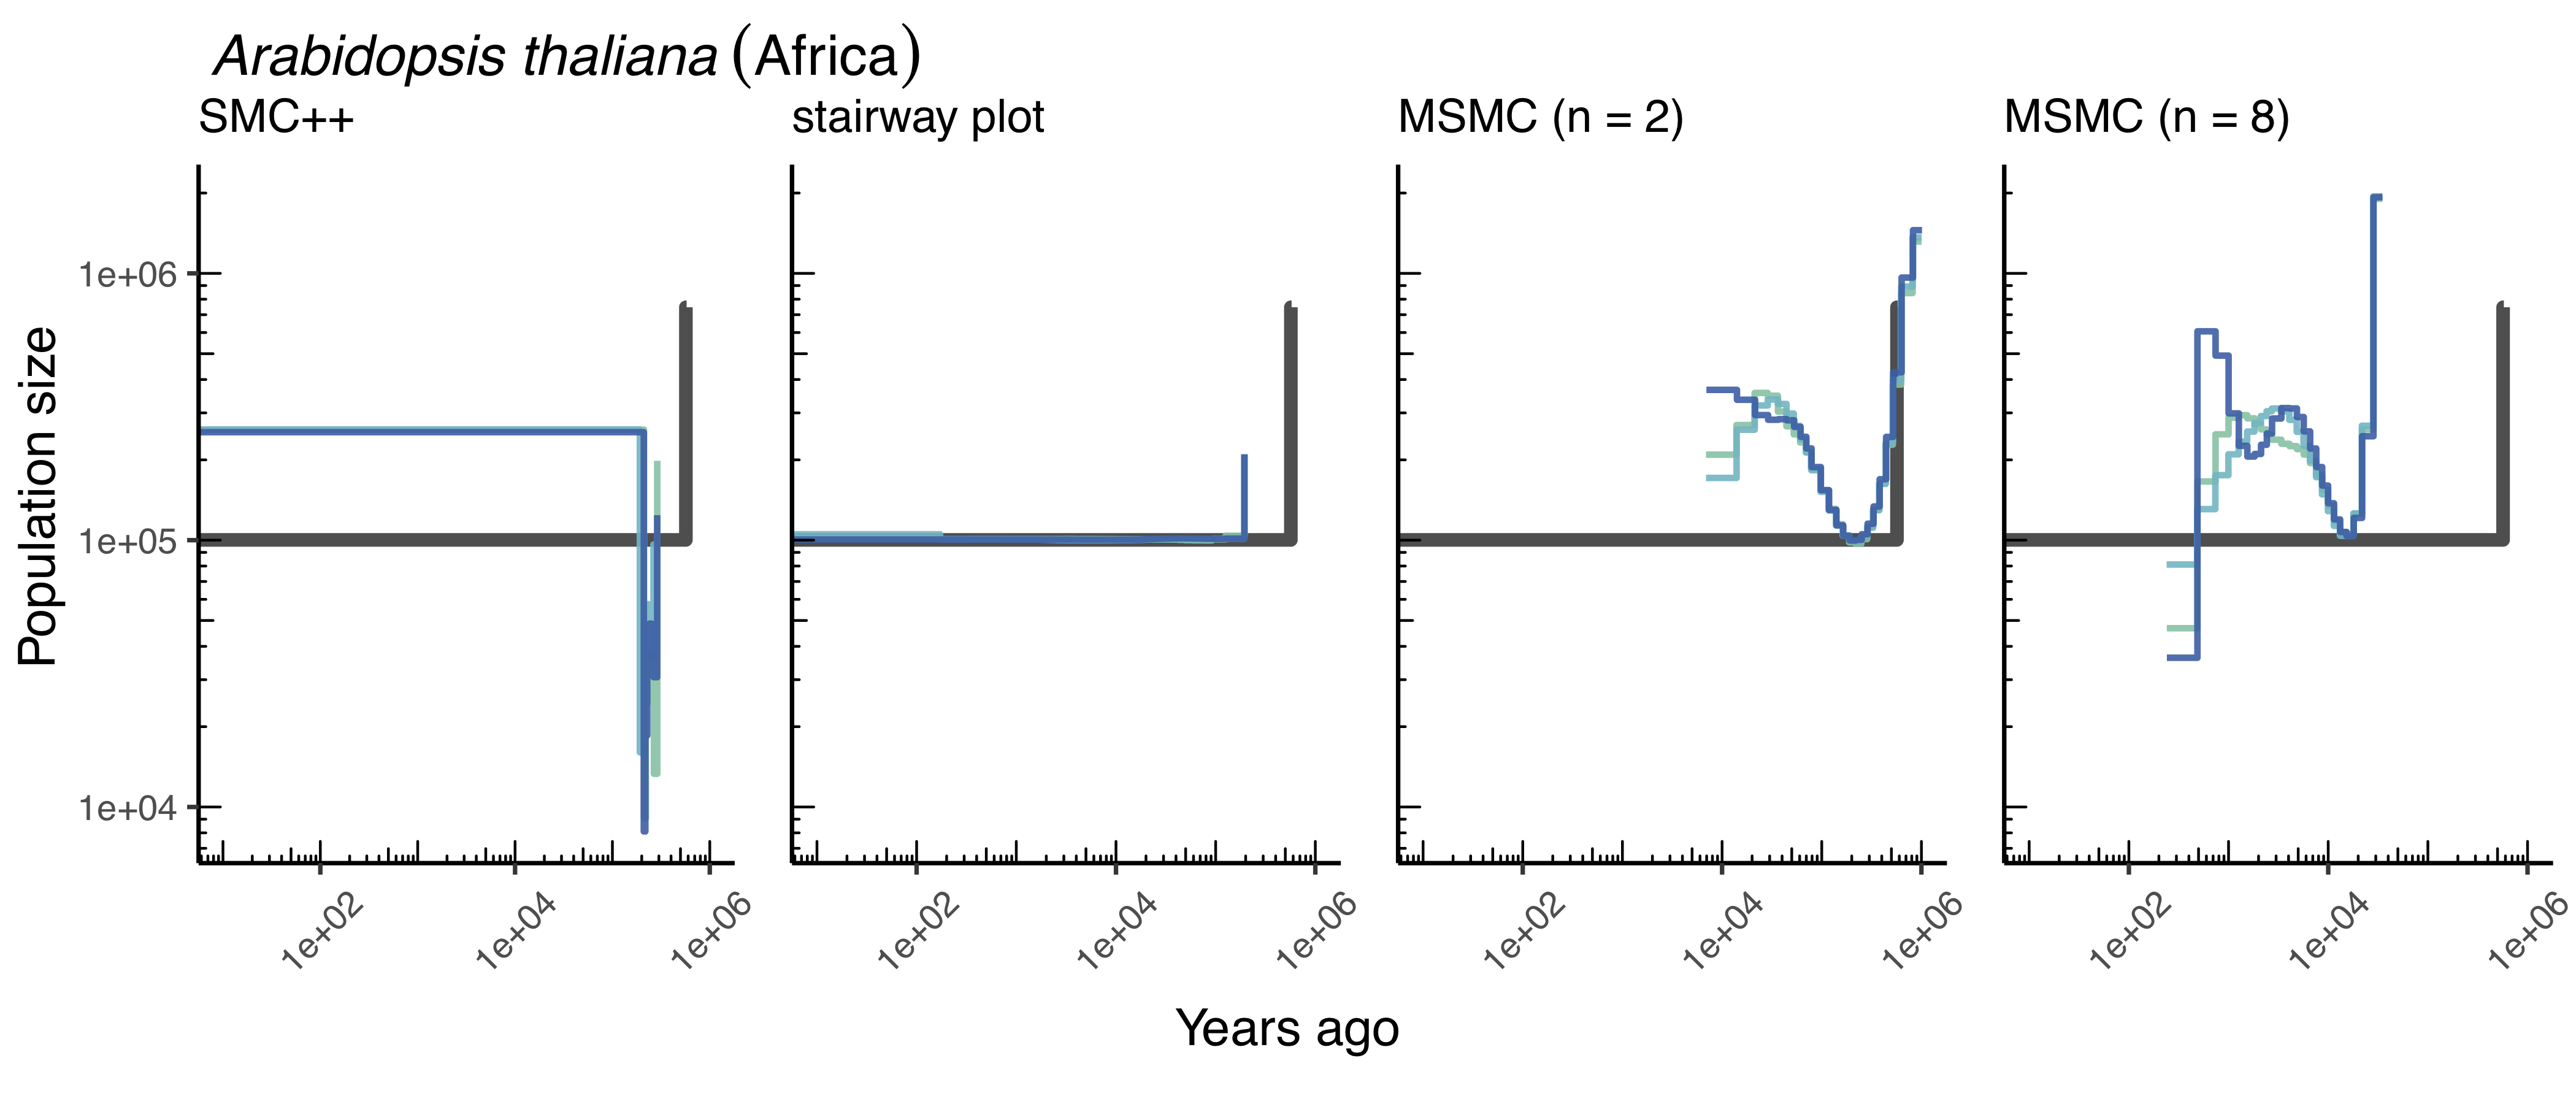 Arabidopsis thaliana (Africa)
SMC++ stairway plot MSMC (n = 2) MSMC (n = 8)
Population size
1e+06
1e+05
1e+04
1e+02 1e+04 1e+06 1e+02 1e+04 1e+06 1e+02 1e+04 1e+06 1e+02 1e+04 1e+06
Years ago